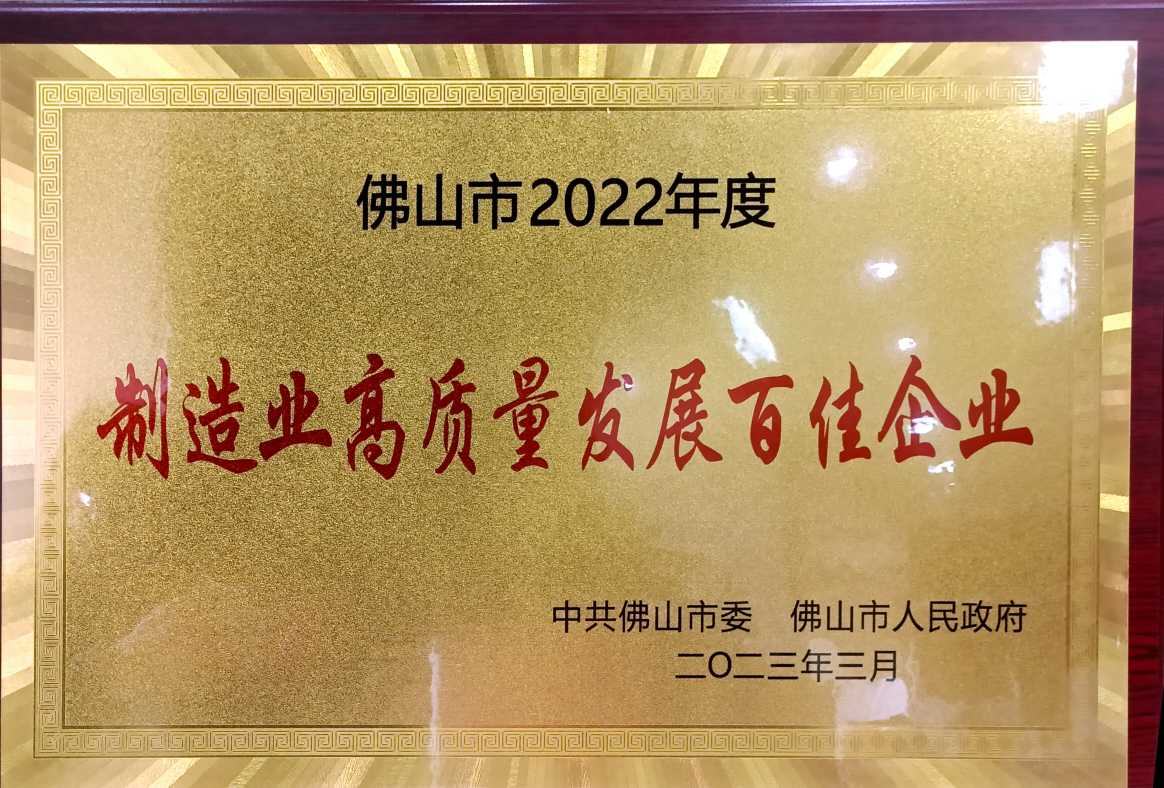 佛山市2022年度
制造业高质量发展百佳企业
中共佛山市委 佛山市人民政府
二〇二三年三月